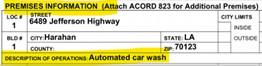 PREMISES INFORMATION (Attach ACORD 823 for Additional Premises)
LOC # STREET CITY LIMITS
1 6489 Jefferson Highway INSIDE
BLD # CITY: Harahan STATE: LA OUTSIDE
1 COUNTY: ZIP: 70123
DESCRIPTION OF OPERATIONS: Automated car wash